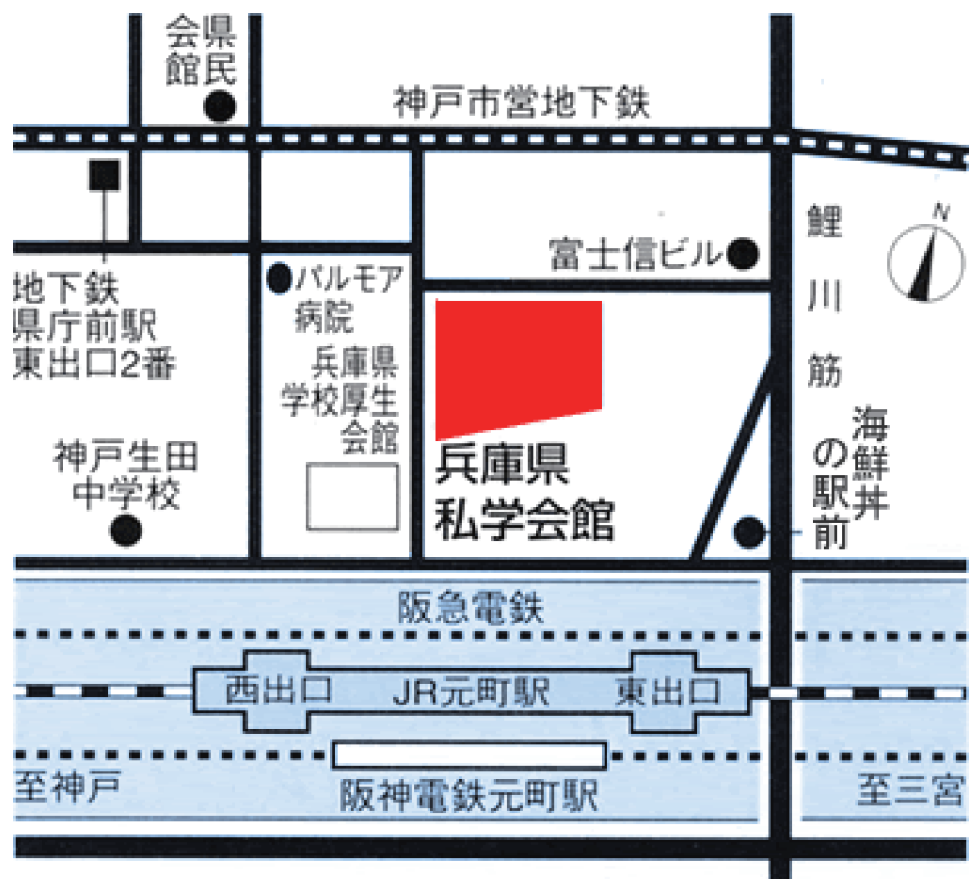 県民
会館
神戸市営地下鉄
N
鯉川筋
富士信ビル
地下鉄
県庁前駅
東出口2番
パルモア
病院
兵庫県
学校厚生
会館
海鮮丼
の駅前
神戸生田
中学校
兵庫県
私学会館
阪急電鉄
西出口
JR元町駅
東出口
至神戸
阪神電鉄元町駅
至三宮